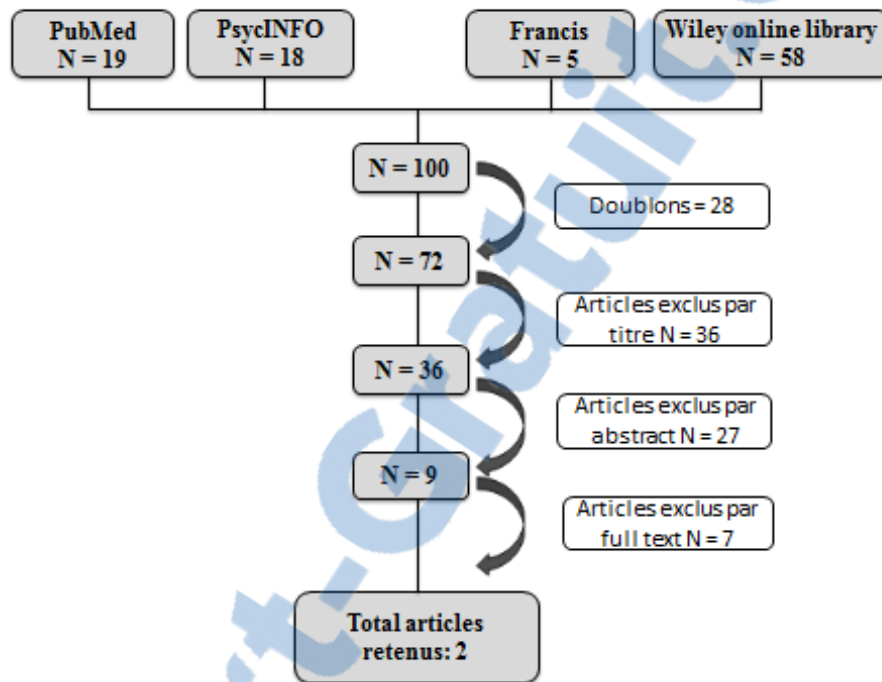 PubMed
N = 19
PsycINFO
N = 18
Francis
N = 5
Wiley online library
N = 58
N = 100
Doublons = 28
N = 72
Articles exclus par
titre N = 36
N = 36
Articles exclus par
abstract N = 27
N = 9
Articles exclus par
full text N = 7
Total articles
retenus: 2
t-Gratuit.c